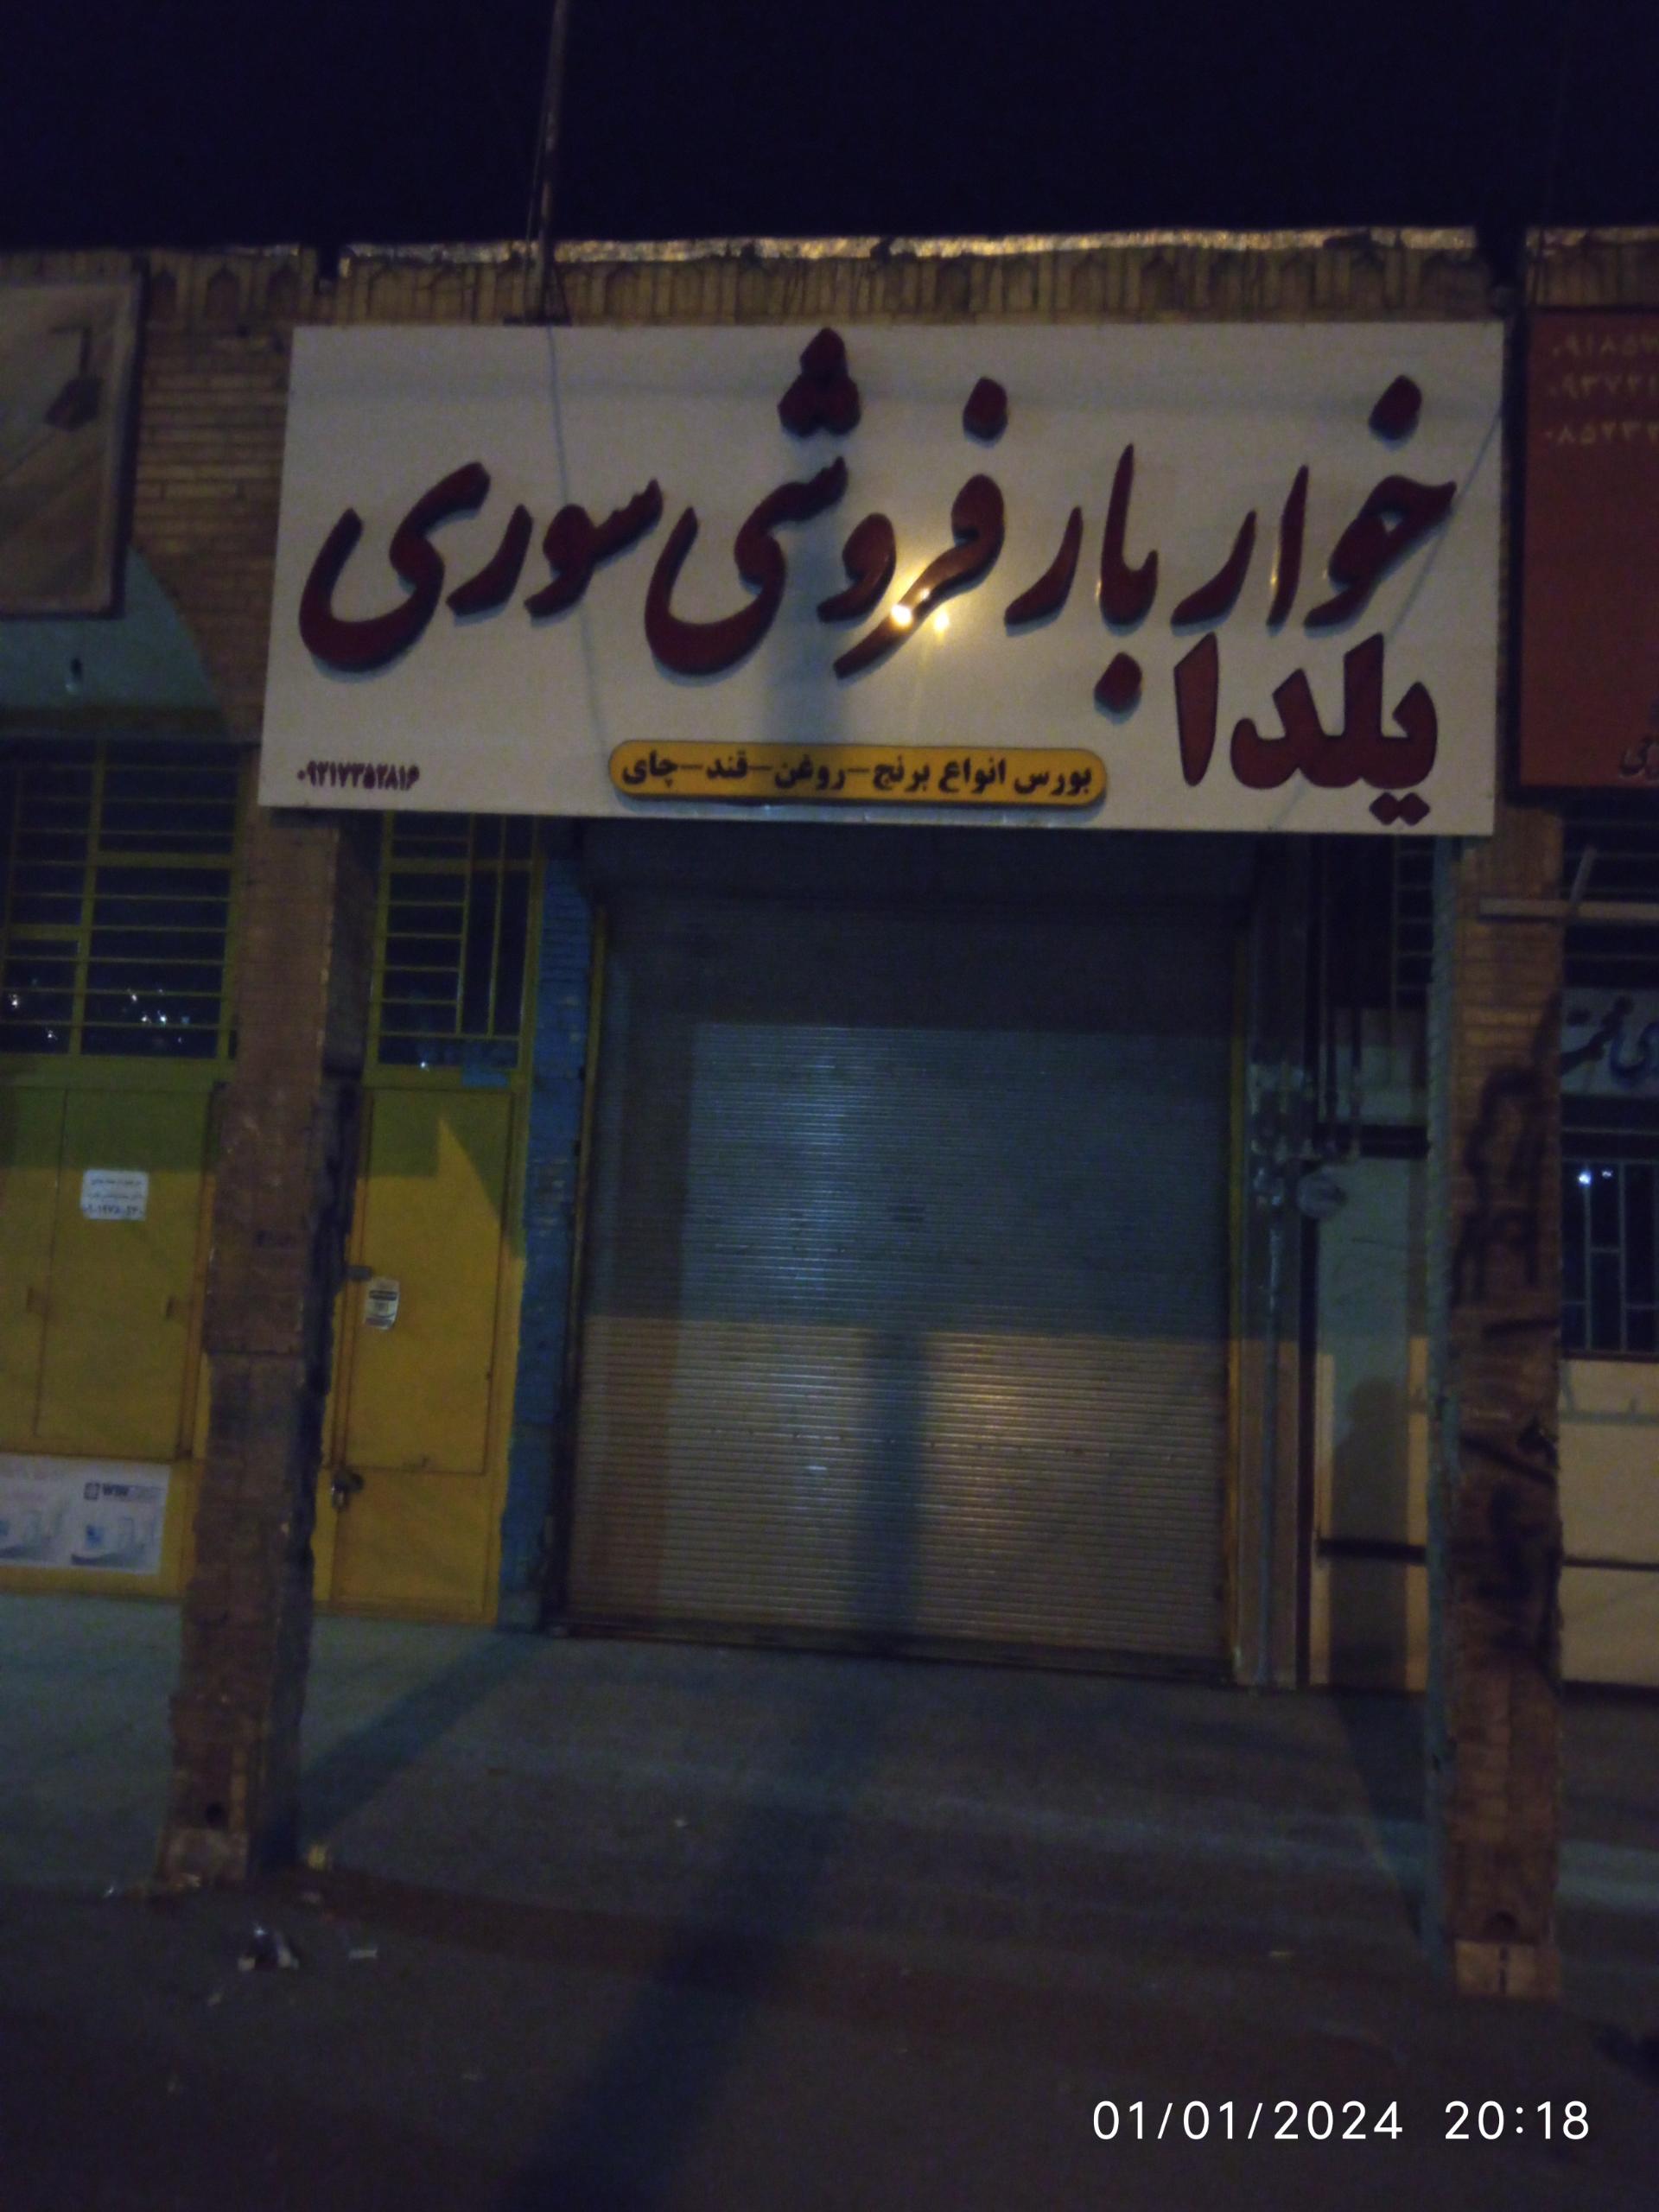 خواربار فروشی سوری
یلدا
بورس انواع برنج-روغن-قند-چای
۰۹۲۱۷۳۵۲۸۱۶
01/01/2024 20:18